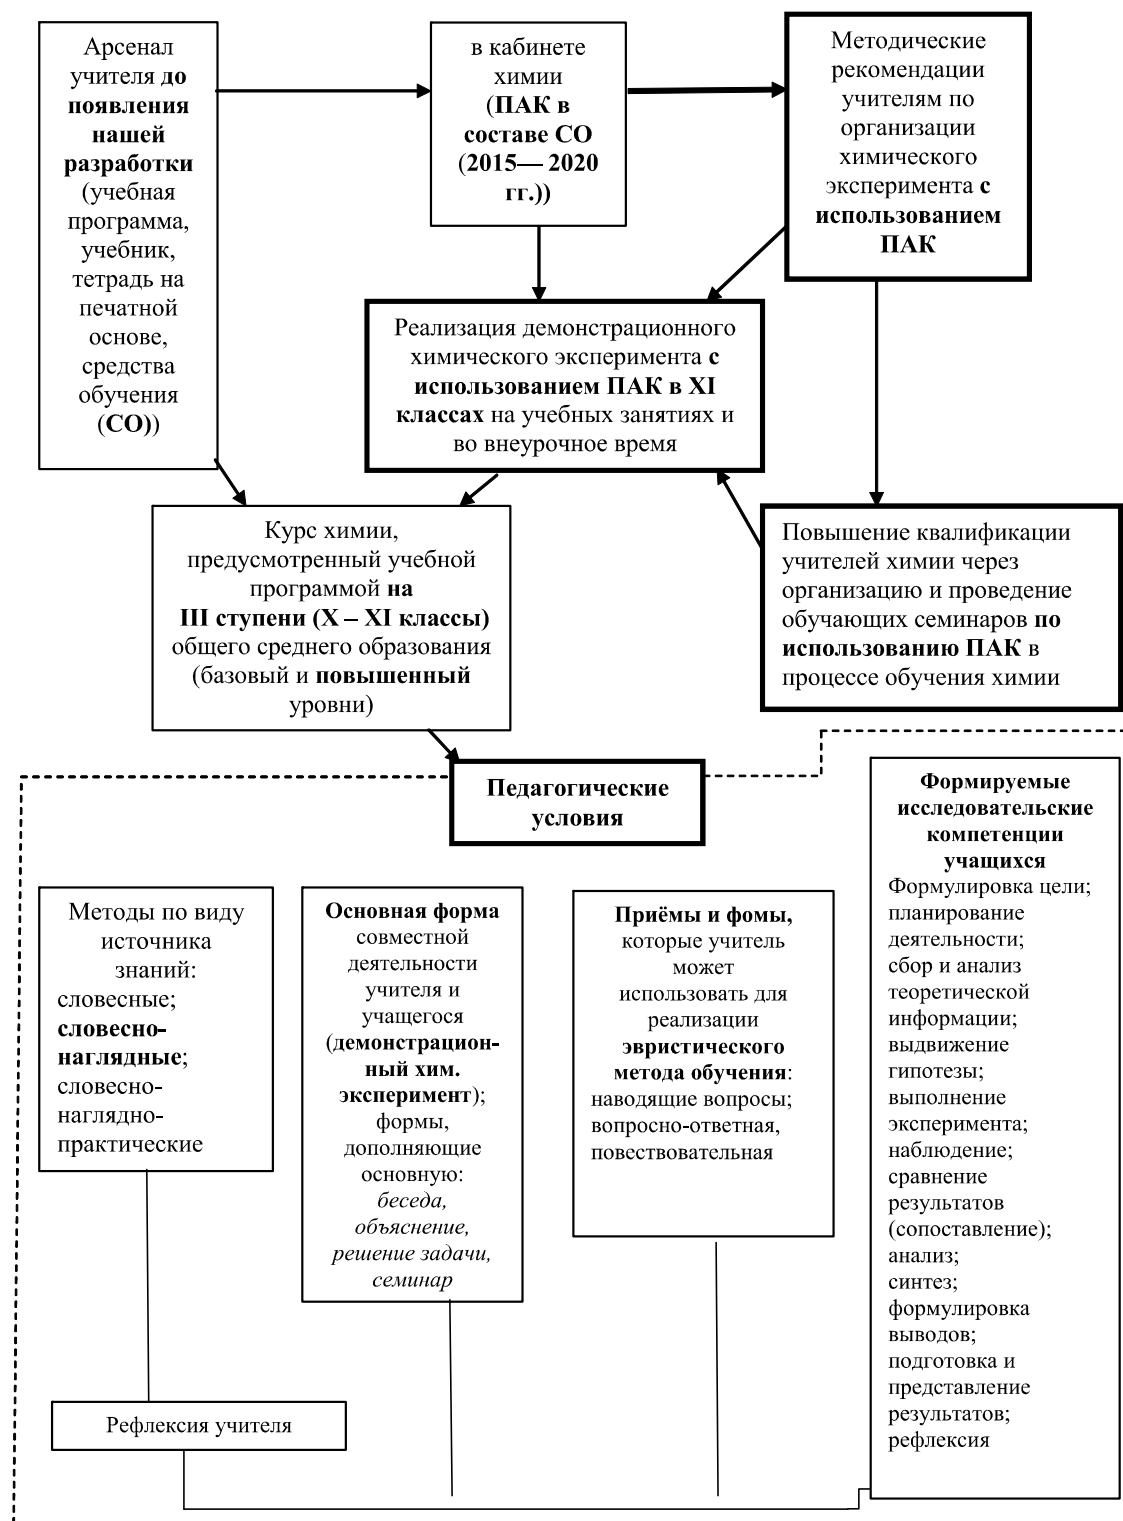 Арсенал
учителя до
появления
нашей
разработки
(учебная
программа,
учебник,
тетрадь на
печатной
основе,
средства
обучения
(СО))
в кабинете
химии
(ПАК в
составе СО
(2015— 2020
гг.))
Методические
рекомендации
учителям по
организации
химического
эксперимента с
использованием
ПАК
Реализация демонстрационного
химического эксперимента с
использованием ПАК в XI
классах на учебных занятиях и
во внеурочное время
Курс химии,
предусмотренный учебной
программой на
III ступени (X – XI классы)
общего среднего образования
(базовый и повышенный
уровни)
Повышение квалификации
учителей химии через
организацию и проведение
обучающих семинаров по
использованию ПАК в
процессе обучения химии
Педагогические
условия
Методы по виду
источника
знаний:
словесные;
словесно-
наглядные;
словесно-
наглядно-
практические
Основная форма
совместной
деятельности
учителя и
учащегося
(демонстрацион-
ный хим.
эксперимент);
формы,
дополняющие
основную:
беседа,
объяснение,
решение задачи,
семинар
Приёмы и фомы,
которые учитель
может
использовать для
реализации
эвристического
метода обучения:
наводящие вопросы;
вопросно-ответная,
повествовательная
Формируемые
исследовательские
компетенции
учащихся
Формулировка цели;
планирование
деятельности;
сбор и анализ
теоретической
информации;
выдвижение
гипотезы;
выполнение
эксперимента;
наблюдение;
сравнение
результатов
(сопоставление);
анализ;
синтез;
формулировка
выводов;
подготовка и
представление
результатов;
рефлексия
Рефлексия учителя